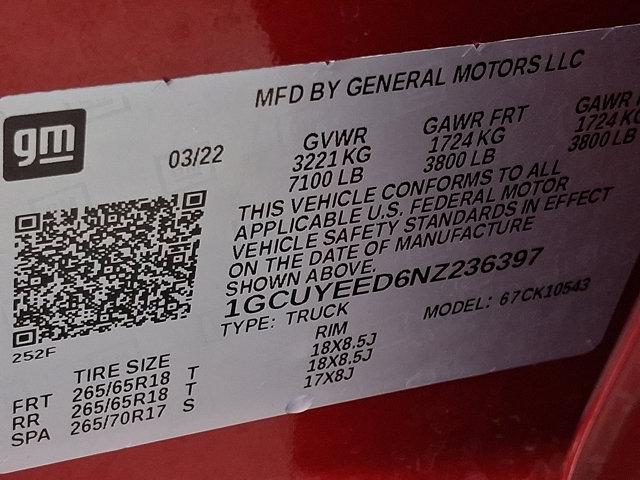 gm
MFD BY GENERAL MOTORS LLC
03/22
GVWR GAWR FRT GAWR
3221 KG 1724 KG 1724 KG
7100 LB 3800 LB 3800 LB
THIS VEHICLE CONFORMS TO ALL
APPLICABLE U.S. FEDERAL MOTOR
VEHICLE SAFETY STANDARDS IN EFFECT
ON THE DATE OF MANUFACTURE
SHOWN ABOVE.
1GCUYEED6NZ236397
TYPE: TRUCK MODEL: 67CK10543
252F
TIRE SIZE RIM
FRT 265/65R18 T 18X8.5J
RR 265/65R18 T 18X8.5J
SPA 265/70R17 S 17X8J